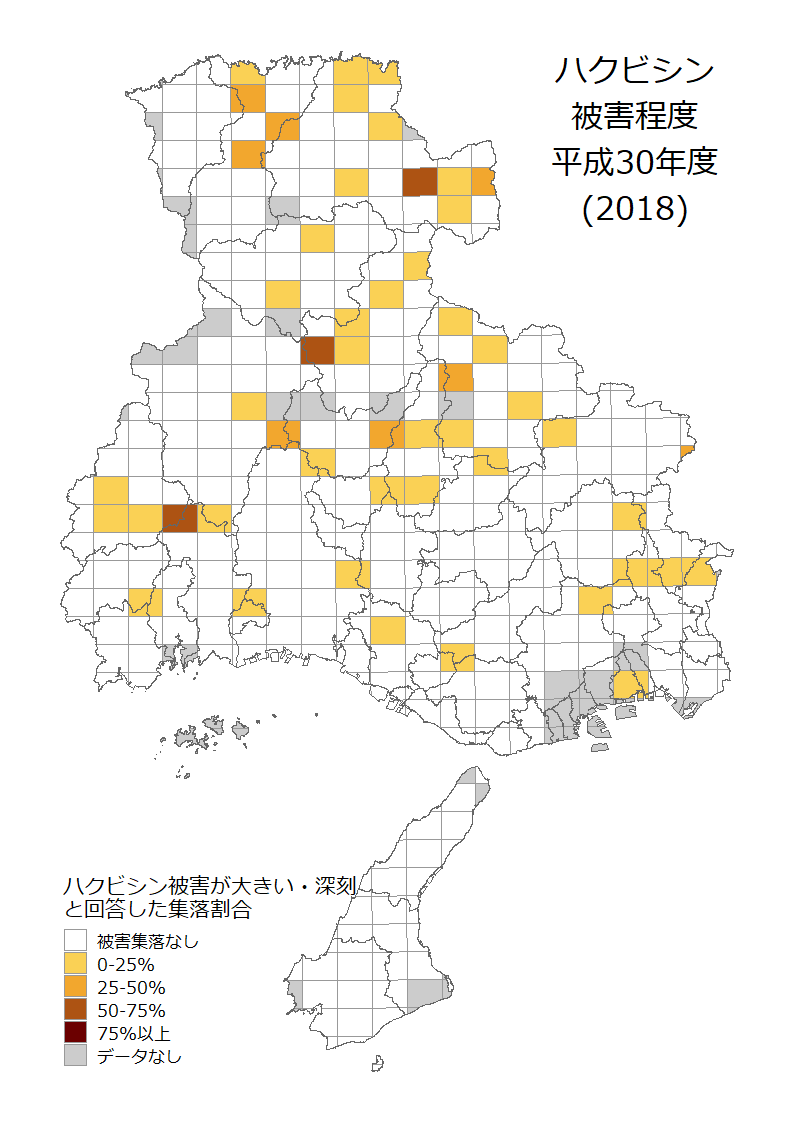 ハクビシン
被害程度
平成30年度
(2018)
ハクビシン被害が大きい・深刻
と回答した集落割合
被害集落なし
0-25%
25-50%
50-75%
75%以上
データなし